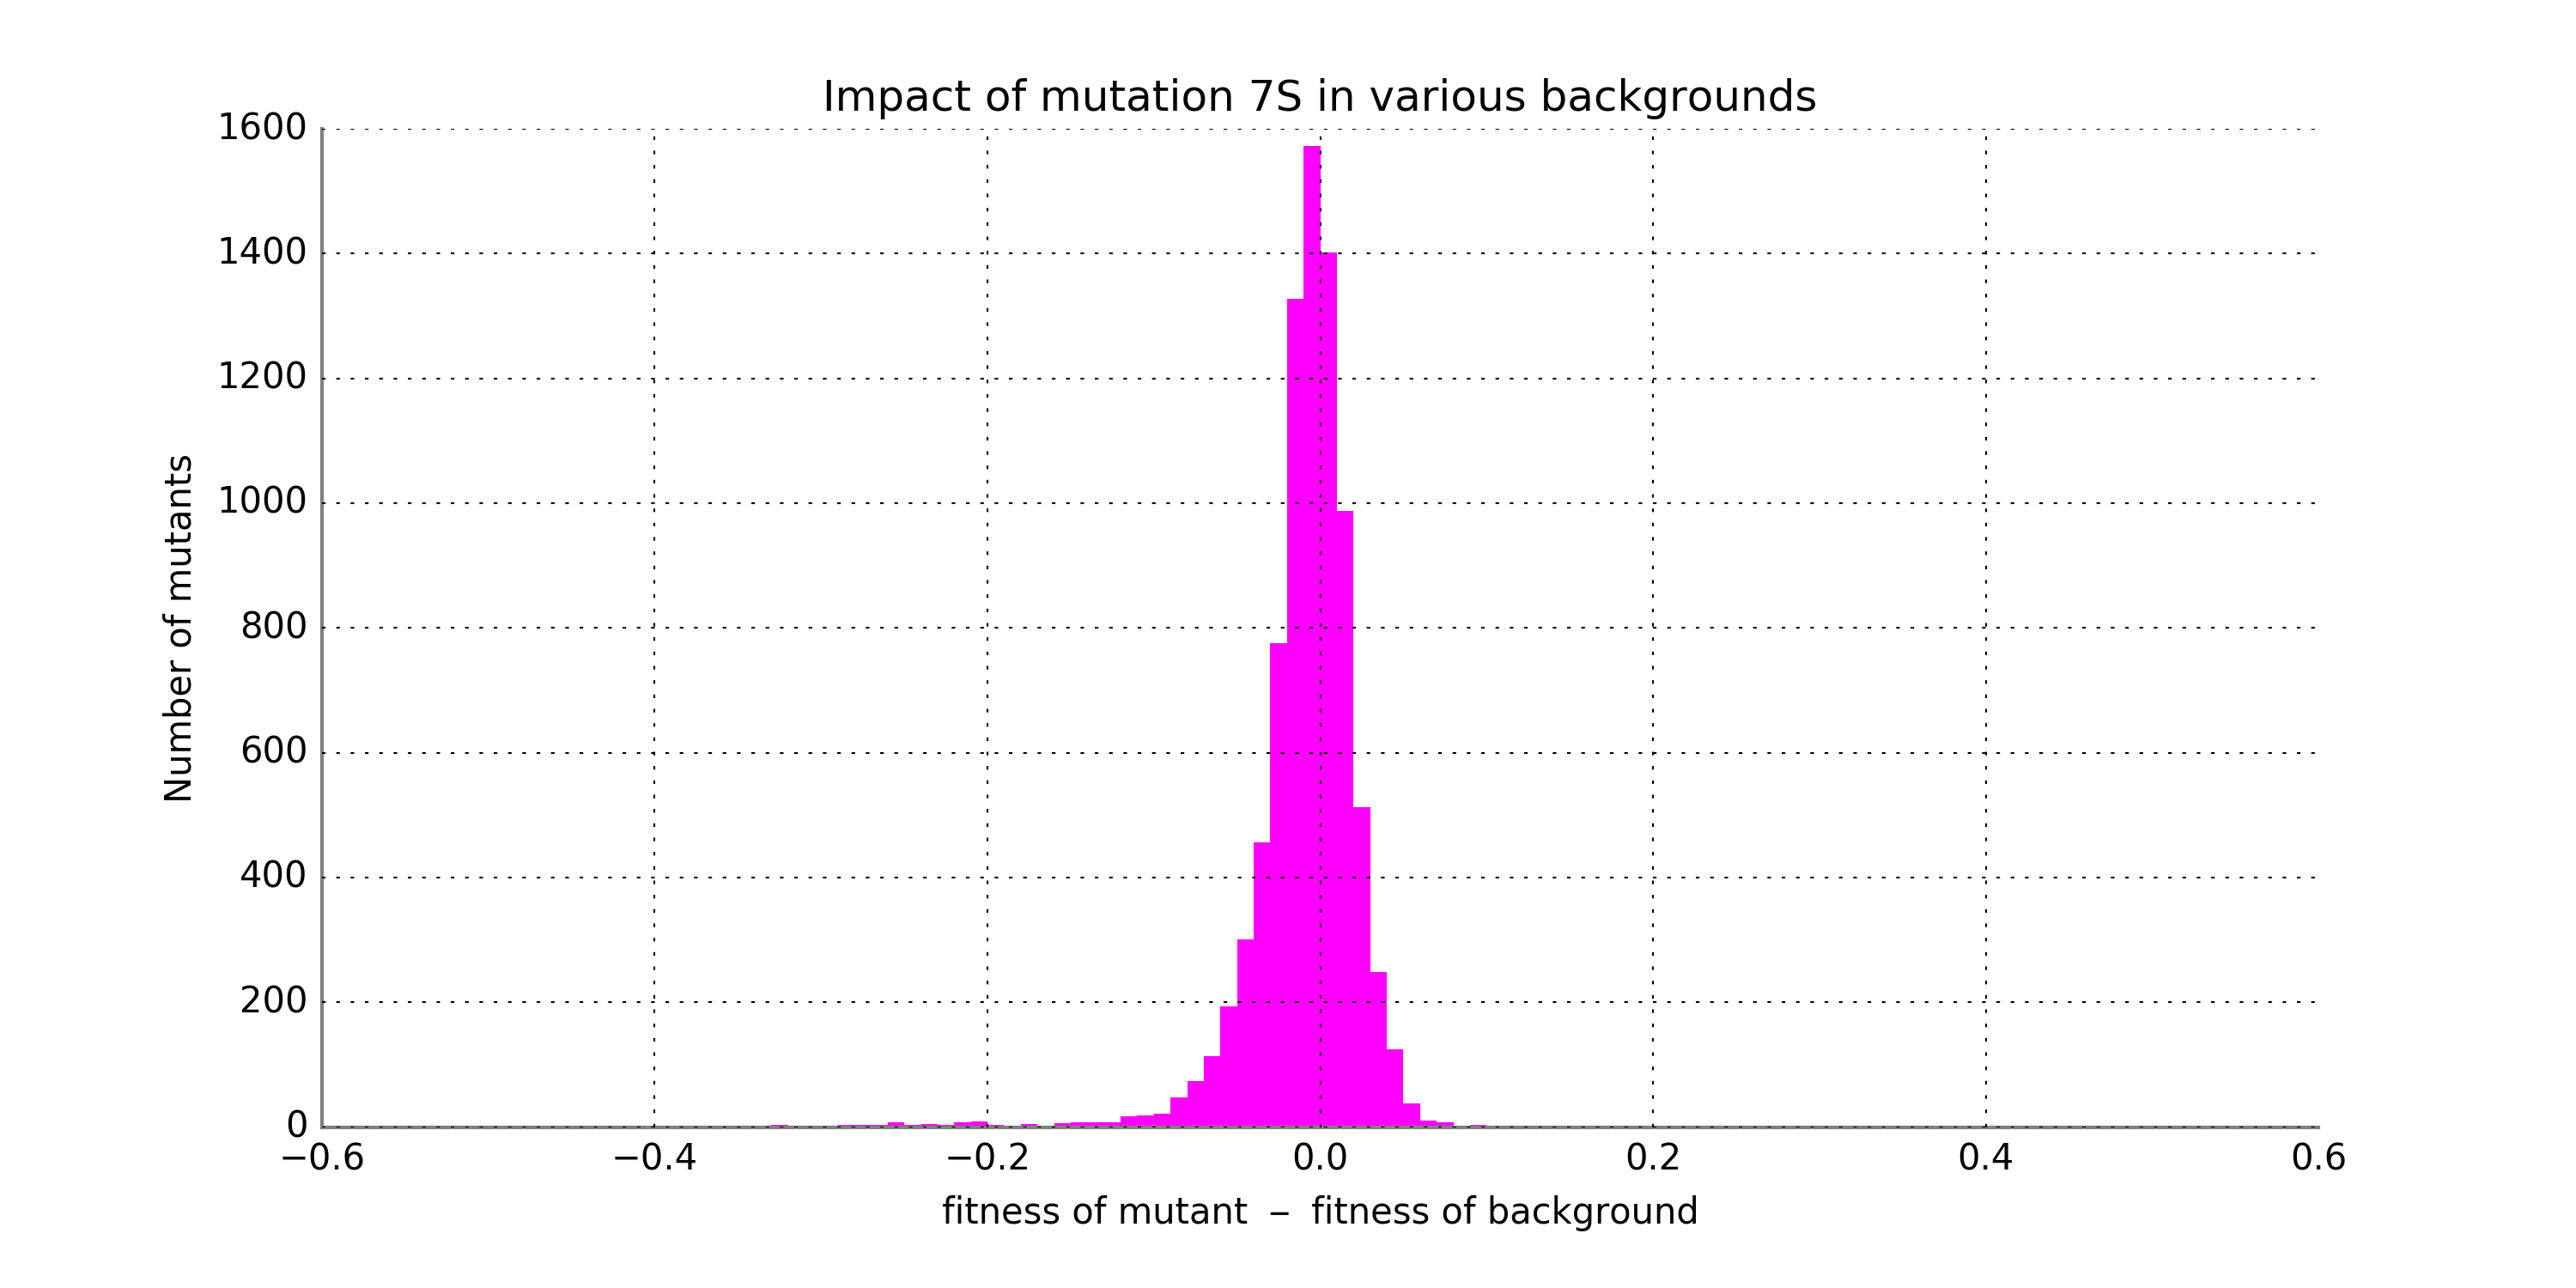 Impact of mutation 7S in various backgrounds
1600
1400
1200
1000
800
600
400
200
0
Number of mutants
−0.6 −0.4 −0.2 0.0 0.2 0.4 0.6
fitness of mutant − fitness of background